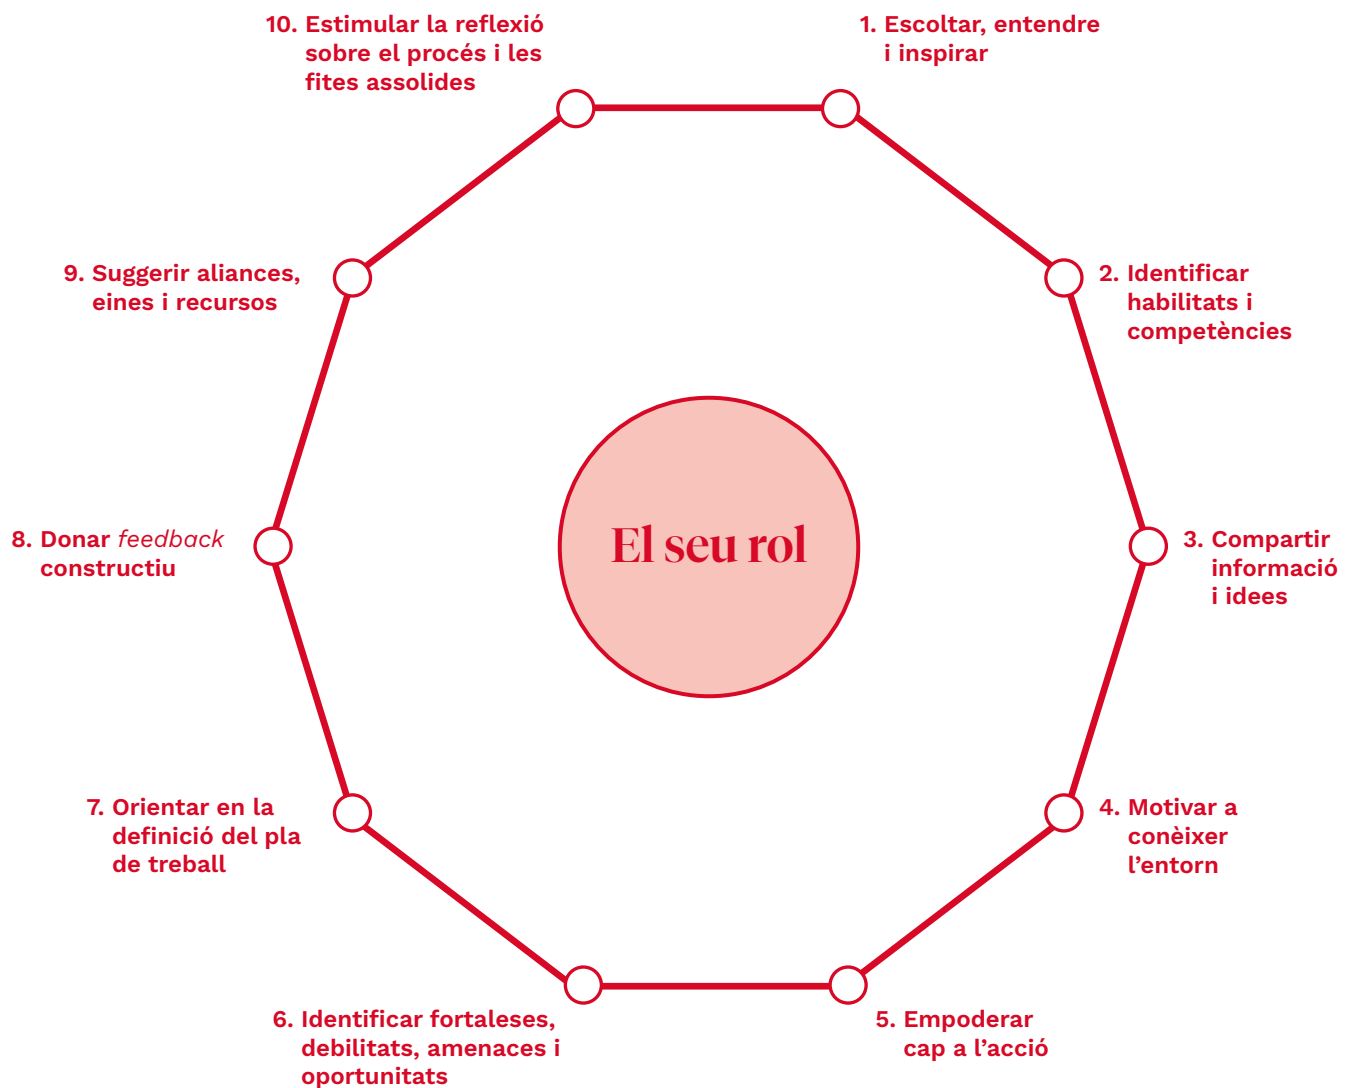 1. Escoltar, entendre
i inspirar
2. Identificar
habilitats i
competències
3. Compartir
informació
i idees
4. Motivar a
conèixer
l’entorn
5. Empoderar
cap a l’acció
6. Identificar fortaleses,
debilitats, amenaces i
oportunitats
7. Orientar en la
definició del pla
de treball
8. Donar feedback
constructiu
9. Suggerir aliances,
eines i recursos
10. Estimular la reflexió
sobre el procés i les
fites assolides
El seu rol